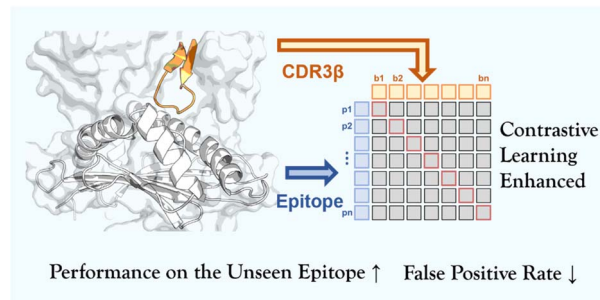 CDR3β
b1 b2 bn
p1
p2
⋮
pn
Epitope
Contrastive
Learning
Enhanced
Performance on the Unseen Epitope ↑ False Positive Rate ↓